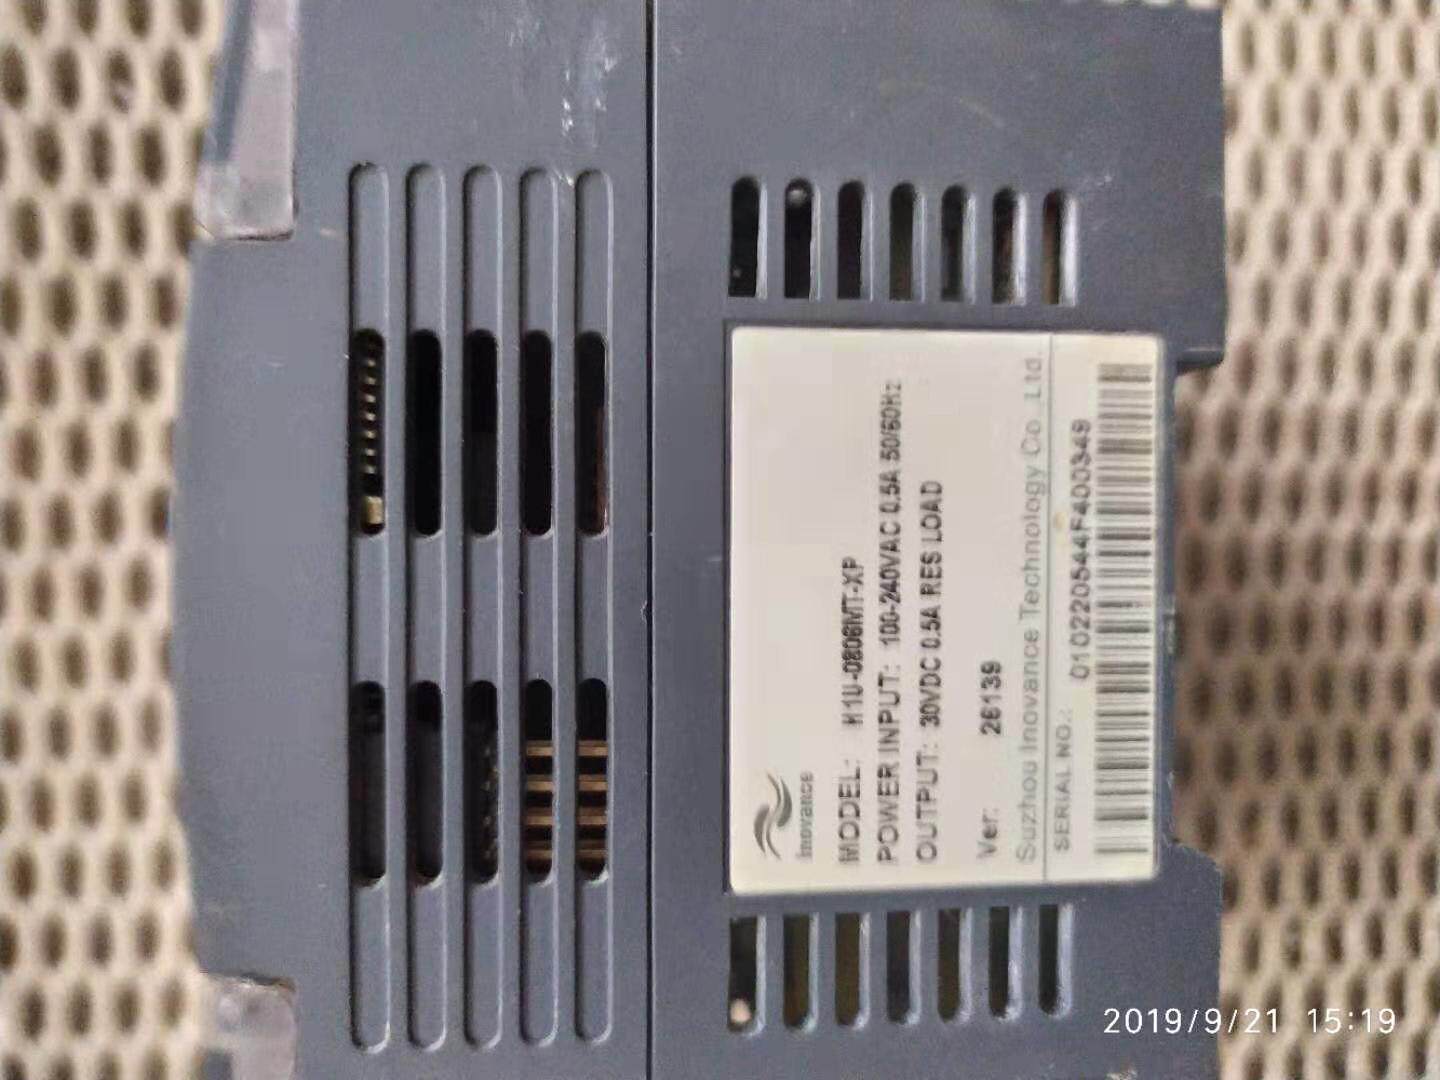 inovance
MODEL: H1U-0806MT-XP
POWER INPUT: 100-240VAC 0.5A 50/60Hz
OUTPUT: 30VDC 0.5A RES LOAD
Ver: 26139
Suzhou Inovance Technology Co.,Ltd.
SERIAL NO.: 010220544F400349
2019/9/21 15:19